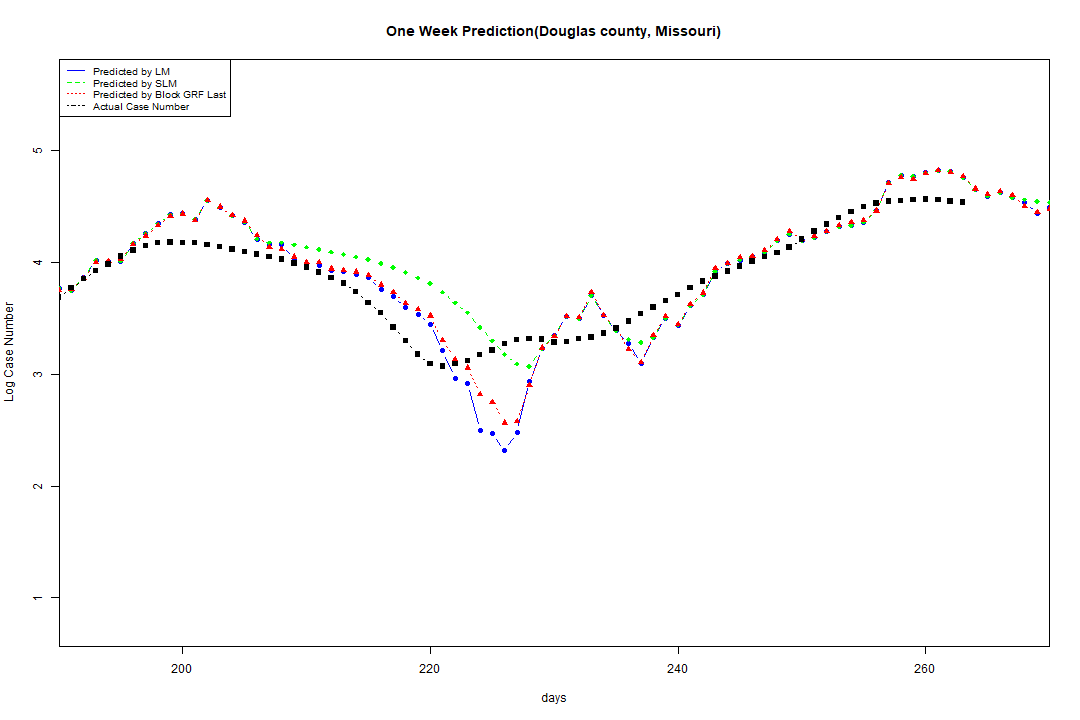 One Week Prediction(Douglas county, Missouri)
Predicted by LM
Predicted by SLM
Predicted by Block GRF Last
Actual Case Number
5
4
3
2
1
Log Case Number
200 220 240 260
days